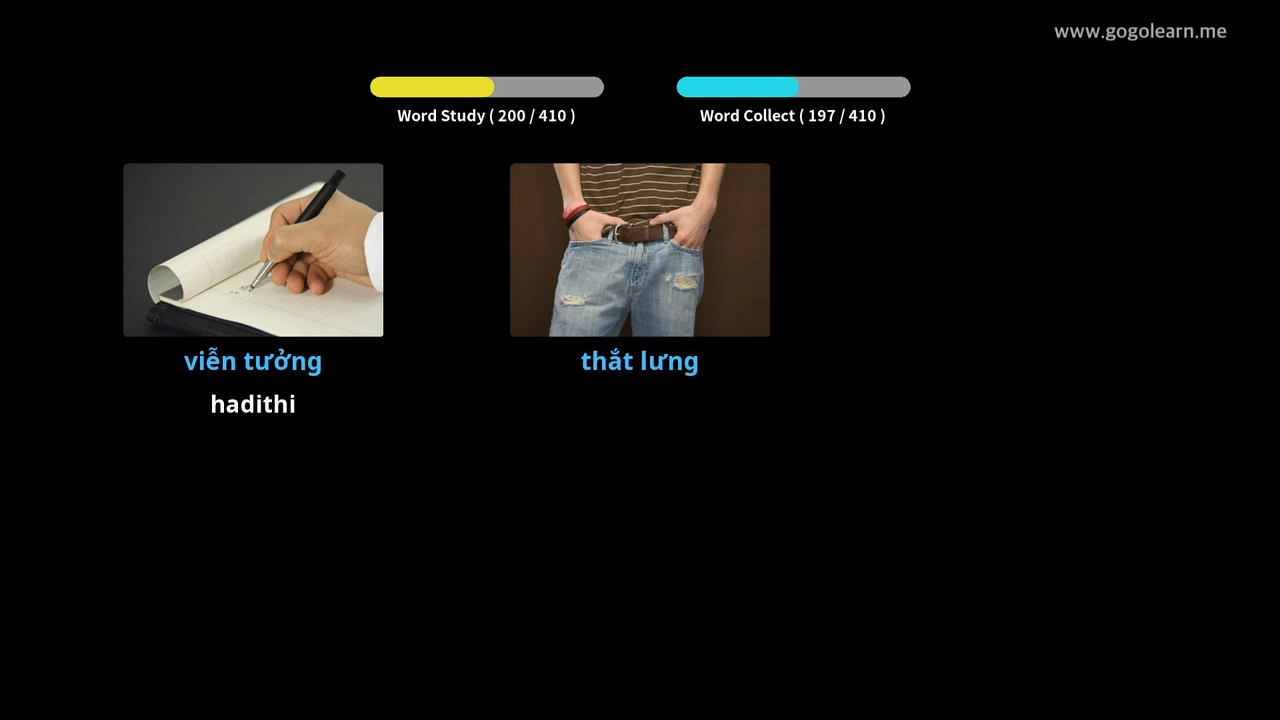 www.gogolearn.me
Word Study ( 200 / 410 )
Word Collect ( 197 / 410 )
viễn tưởng
thắt lưng
hadithi